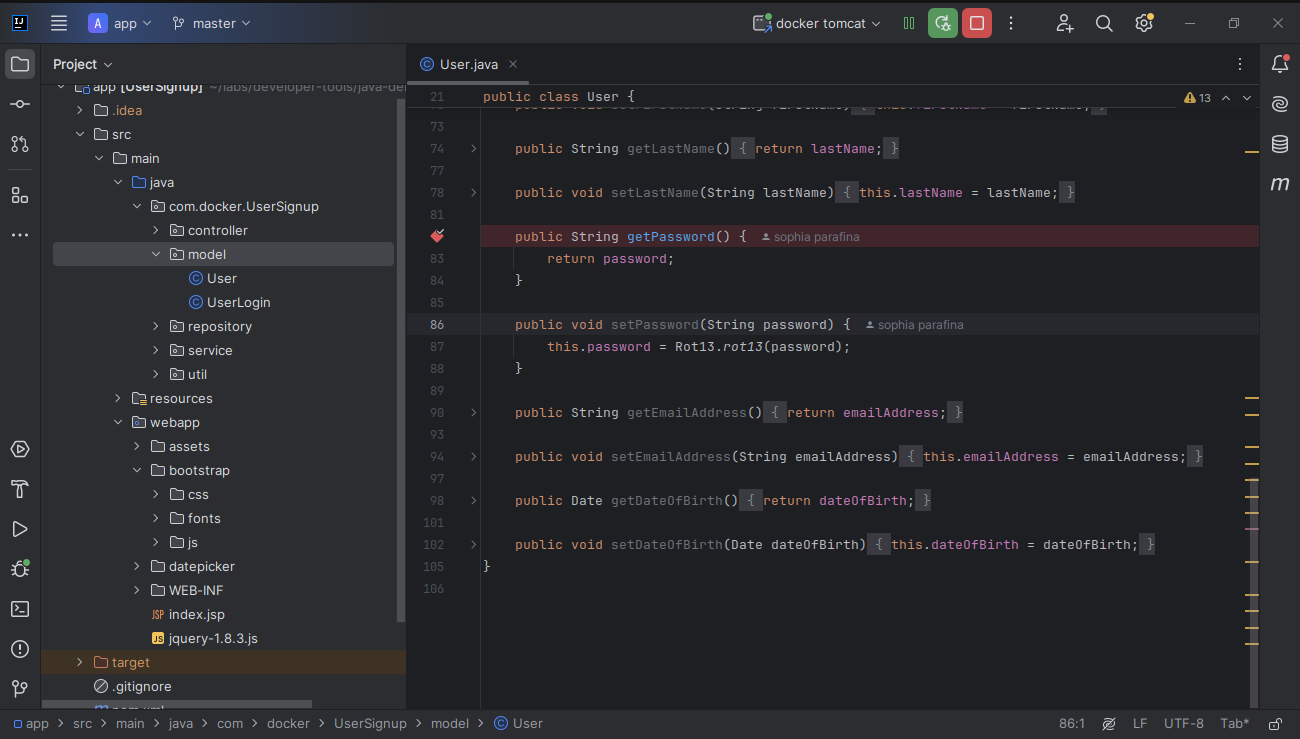 IJ
A app
master
docker tomcat
Project
app [UserSignup] ~/labs/developer-tools/java-de
.idea
src
main
java
com.docker.UserSignup
controller
model
User
UserLogin
repository
service
util
resources
webapp
assets
bootstrap
css
fonts
js
datepicker
WEB-INF
JSP index.jsp
JS jquery-1.8.3.js
target
.gitignore
pom.xml
User.java
21 public class User {
13
73
74 public String getLastName() { return lastName; }
77
78 public void setLastName(String lastName) { this.lastName = lastName; }
81
public String getPassword() { sophia parafina
83 return password;
84 }
85
86 public void setPassword(String password) { sophia parafina
87 this.password = Rot13.rot13(password);
88 }
89
90 public String getEmailAddress() { return emailAddress; }
93
94 public void setEmailAddress(String emailAddress) { this.emailAddress = emailAddress; }
97
98 public Date getDateOfBirth() { return dateOfBirth; }
101
102 public void setDateOfBirth(Date dateOfBirth) { this.dateOfBirth = dateOfBirth; }
105 }
106
m
app > src > main > java > com > docker > UserSignup > model > User
86:1 LF UTF-8 Tab*